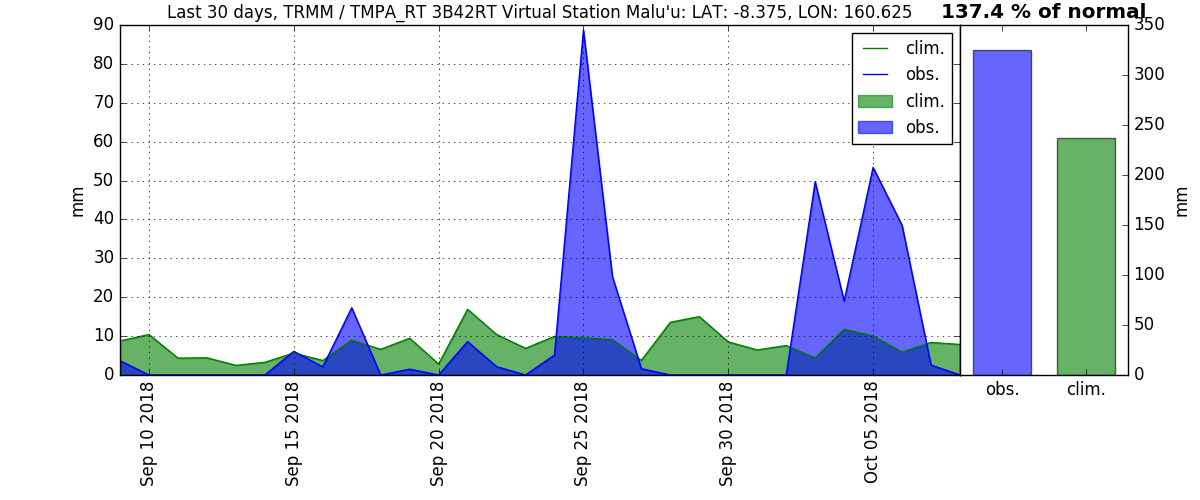 Last 30 days, TRMM / TMPA_RT 3B42RT Virtual Station Malu'u: LAT: -8.375, LON: 160.625
137.4 % of normal
90
80
70
60
50
40
30
20
10
0
mm
clim.
obs.
clim.
obs.
Sep 10 2018
Sep 15 2018
Sep 20 2018
Sep 25 2018
Sep 30 2018
Oct 05 2018
350
300
250
200
150
100
50
0
mm
obs.
clim.